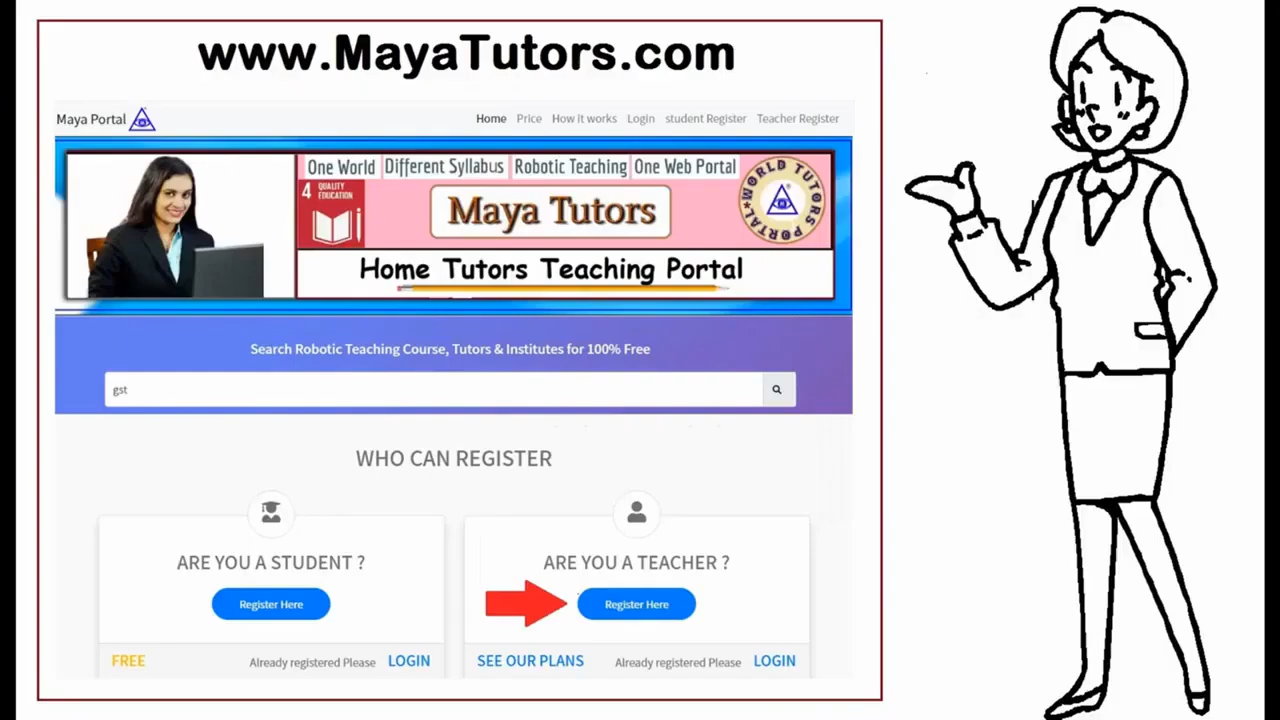 www.MayaTutors.com
Maya Portal
Home Price How it works Login student Register Teacher Register
One World Different Syllabus Robotic Teaching One Web Portal
4 QUALITY EDUCATION
Maya Tutors
WORLD TUTORS PORTAL
Home Tutors Teaching Portal
Search Robotic Teaching Course, Tutors & Institutes for 100% Free
gst
WHO CAN REGISTER
ARE YOU A STUDENT ?
Register Here
FREE Already registered Please LOGIN
ARE YOU A TEACHER ?
Register Here
SEE OUR PLANS Already registered Please LOGIN